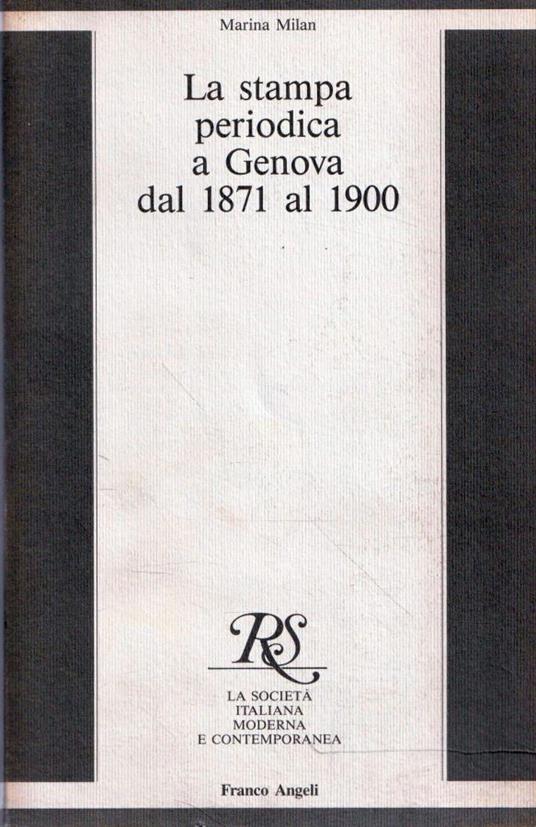 Marina Milan
La stampa
periodica
a Genova
dal 1871 al 1900
RS
LA SOCIETÀ
ITALIANA
MODERNA
E CONTEMPORANEA
Franco Angeli